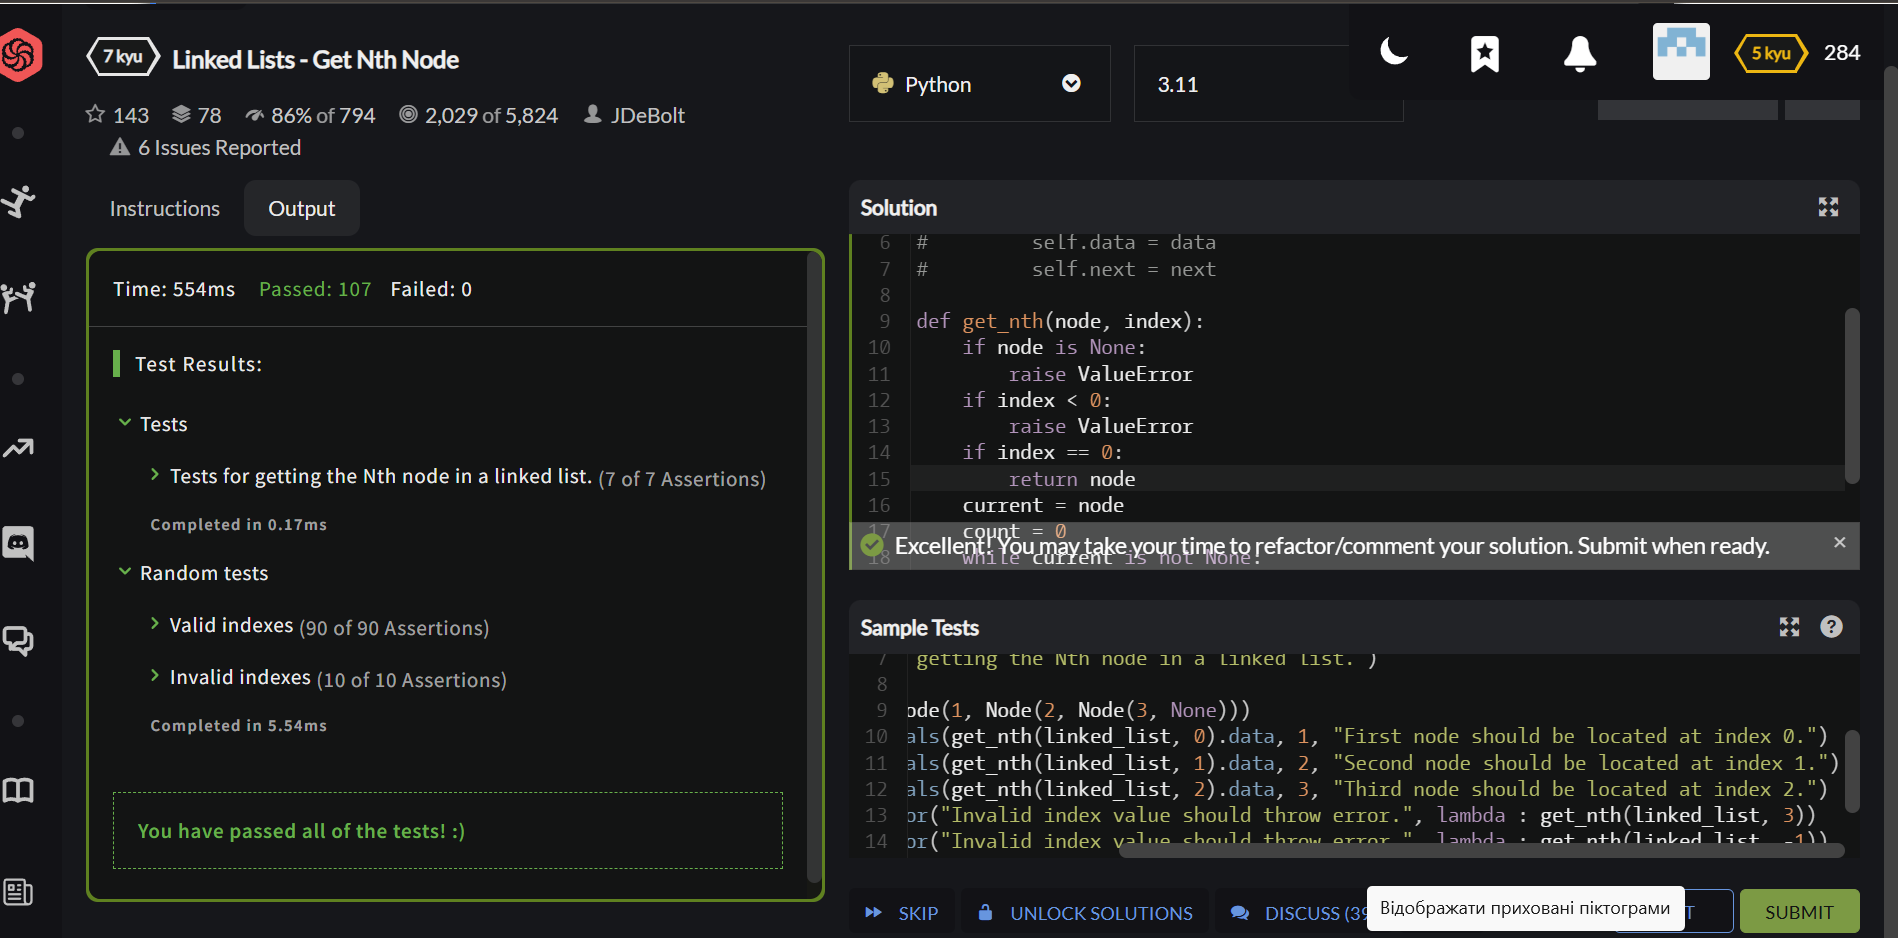 7 kyu Linked Lists - Get Nth Node
143 78 86% of 794 2,029 of 5,824 JDeBolt
6 Issues Reported
Python
3.11
5 kyu 284
Instructions Output
Time: 554ms Passed: 107 Failed: 0
Test Results:
Tests
Tests for getting the Nth node in a linked list. (7 of 7 Assertions)
Completed in 0.17ms
Random tests
Valid indexes (90 of 90 Assertions)
Invalid indexes (10 of 10 Assertions)
Completed in 5.54ms
You have passed all of the tests! :)
Solution
6 #         self.data = data
7 #         self.next = next
8
9 def get_nth(node, index):
10     if node is None:
11         raise ValueError
12     if index < 0:
13         raise ValueError
14     if index == 0:
15         return node
16     current = node
17     count = 0
18     while current is not None:
Excellent! You may take your time to refactor/comment your solution. Submit when ready.
Sample Tests
7 getting the Nth node in a linked list.")
8
9 ode(1, Node(2, Node(3, None)))
10 als(get_nth(linked_list, 0).data, 1, "First node should be located at index 0.")
11 als(get_nth(linked_list, 1).data, 2, "Second node should be located at index 1.")
12 als(get_nth(linked_list, 2).data, 3, "Third node should be located at index 2.")
13 or("Invalid index value should throw error.", lambda : get_nth(linked_list, 3))
14 or("Invalid index value should throw error.", lambda : get_nth(linked_list, -1))
SKIP
UNLOCK SOLUTIONS
DISCUSS (39
Відображати приховані піктограми
T
SUBMIT